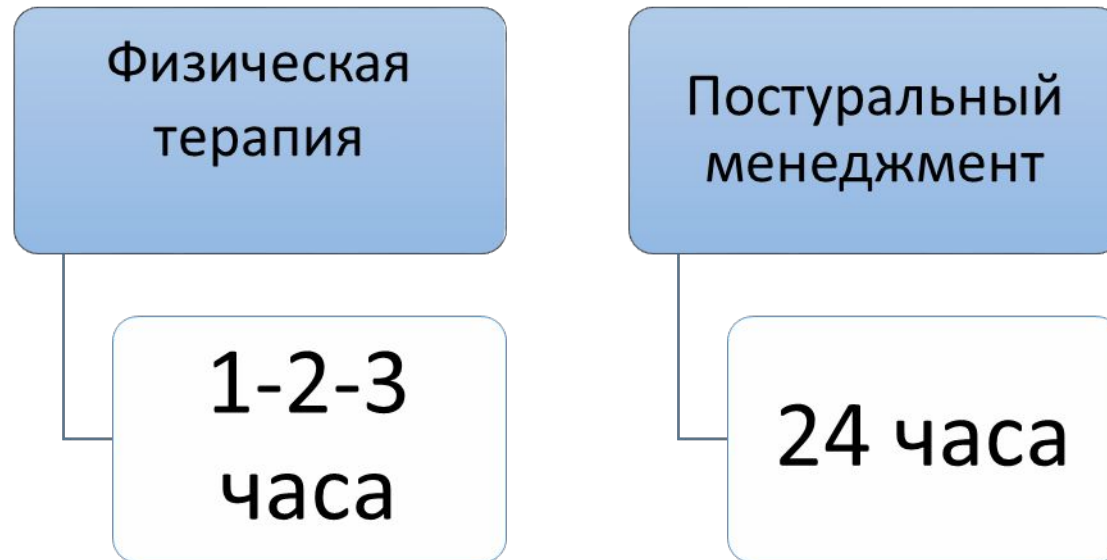 Физическая
терапия
1-2-3
часа
Постуральный
менеджмент
24 часа